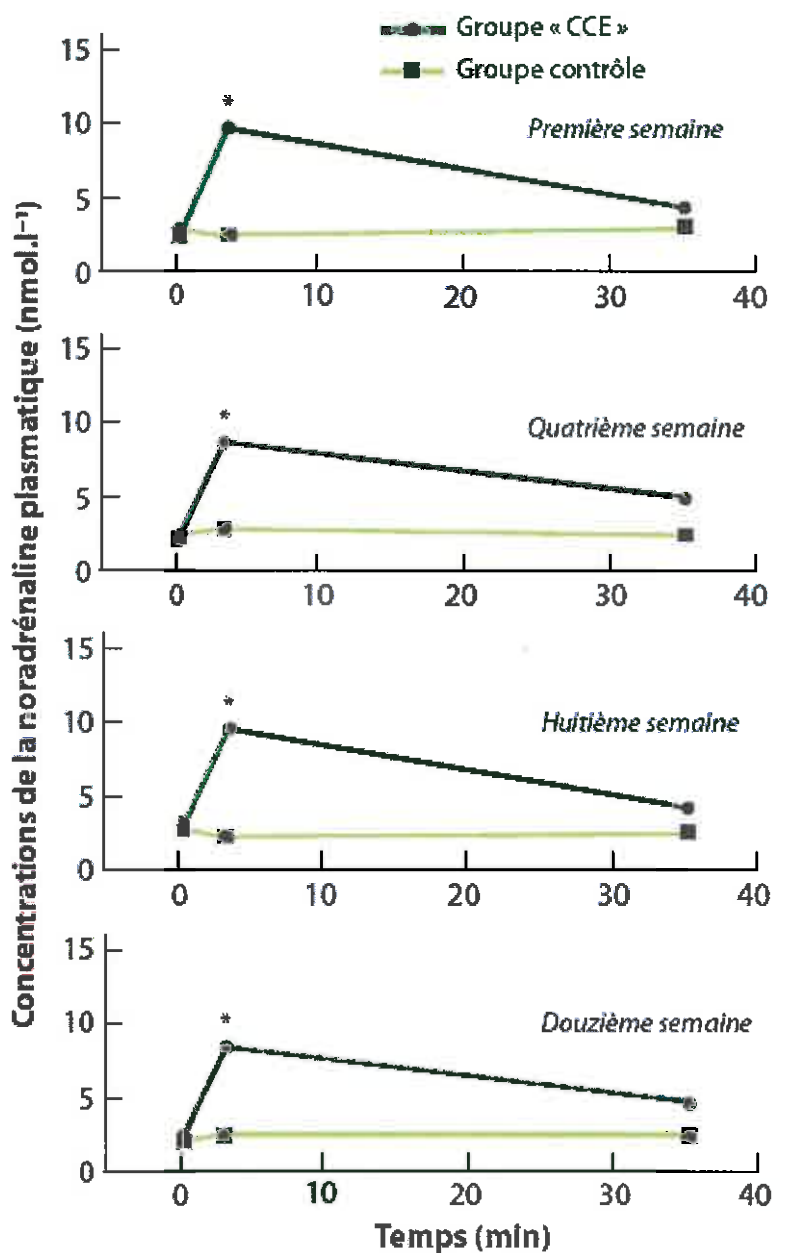 Groupe « CCE »
Groupe contrôle
Concentrations de la noradrénaline plasmatique (nmol.l⁻¹)
15
10
5
0
*
Première semaine
0 10 20 30 40
15
10
5
0
*
Quatrième semaine
0 10 20 30 40
15
10
5
0
*
Huitième semaine
0 10 20 30 40
15
10
5
0
*
Douzième semaine
0 10 20 30 40
Temps (min)